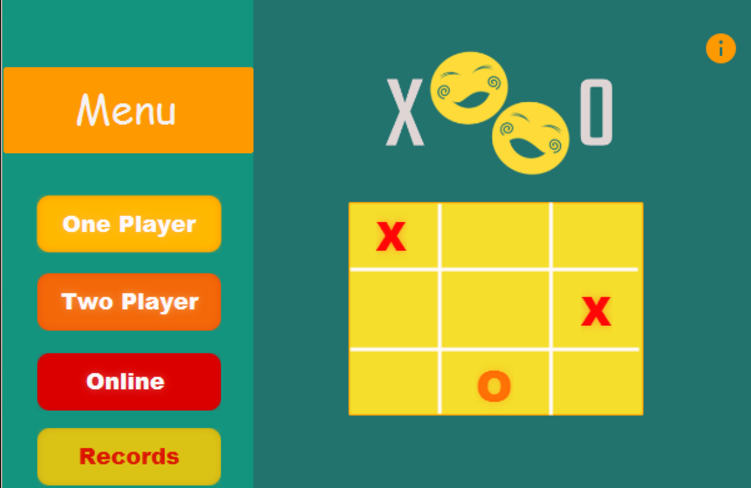 Menu
One Player
Two Player
Online
Records
X O
i
X
X
O